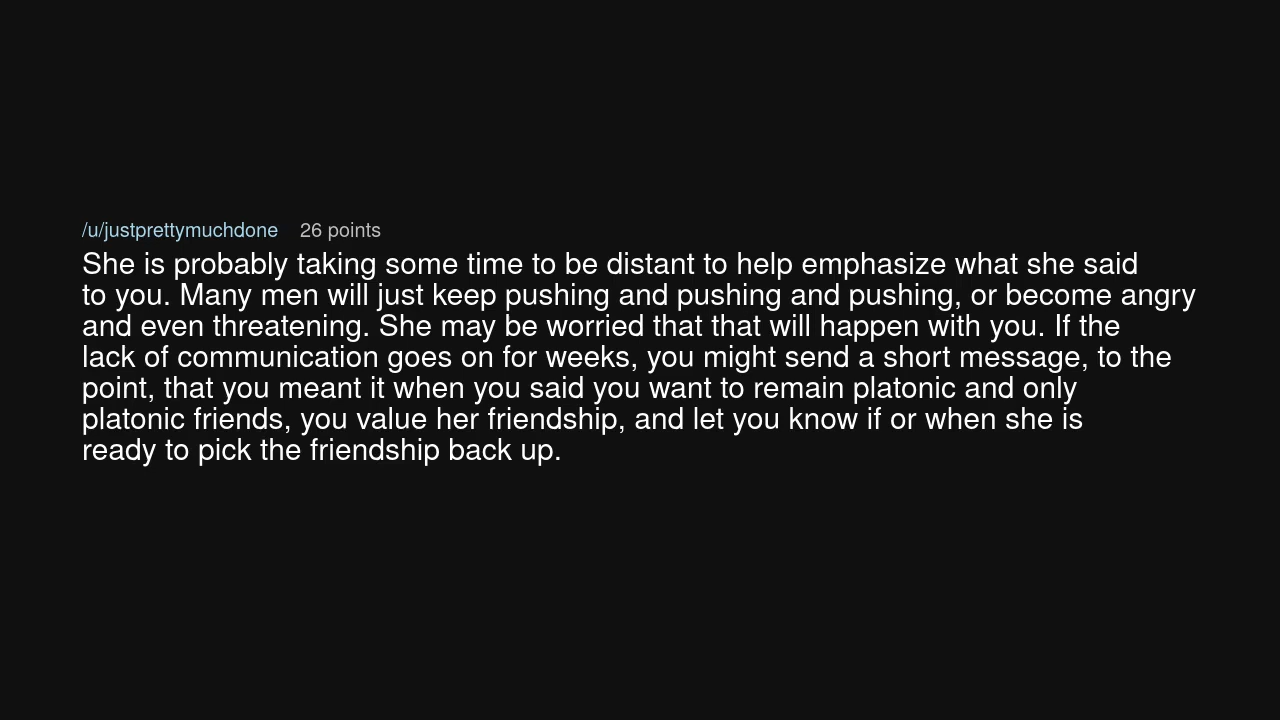 /u/justprettymuchdone 26 points
She is probably taking some time to be distant to help emphasize what she said
to you. Many men will just keep pushing and pushing and pushing, or become angry
and even threatening. She may be worried that that will happen with you. If the
lack of communication goes on for weeks, you might send a short message, to the
point, that you meant it when you said you want to remain platonic and only
platonic friends, you value her friendship, and let you know if or when she is
ready to pick the friendship back up.